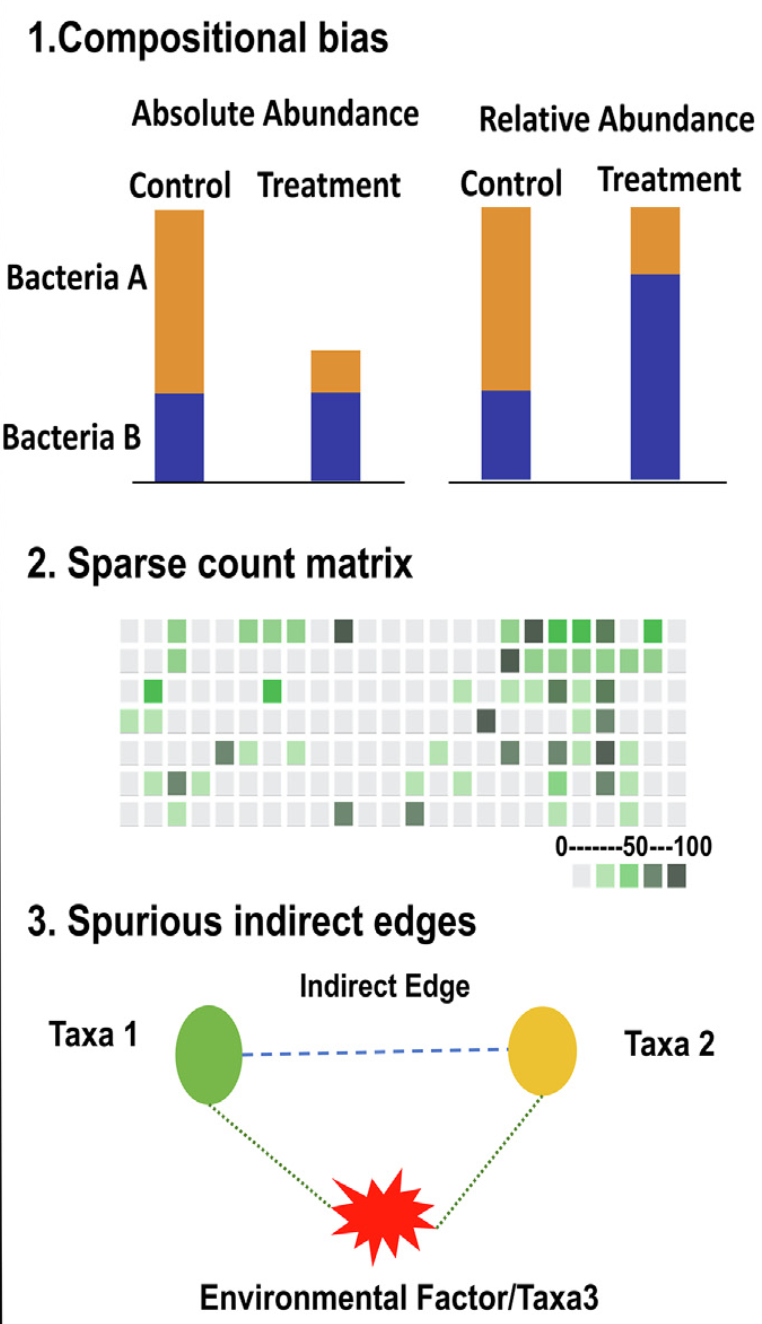 1.Compositional bias
Absolute Abundance
Relative Abundance
Control Treatment
Control Treatment
Bacteria A
Bacteria B
2. Sparse count matrix
0-------50---100
3. Spurious indirect edges
Indirect Edge
Taxa 1
Taxa 2
Environmental Factor/Taxa3